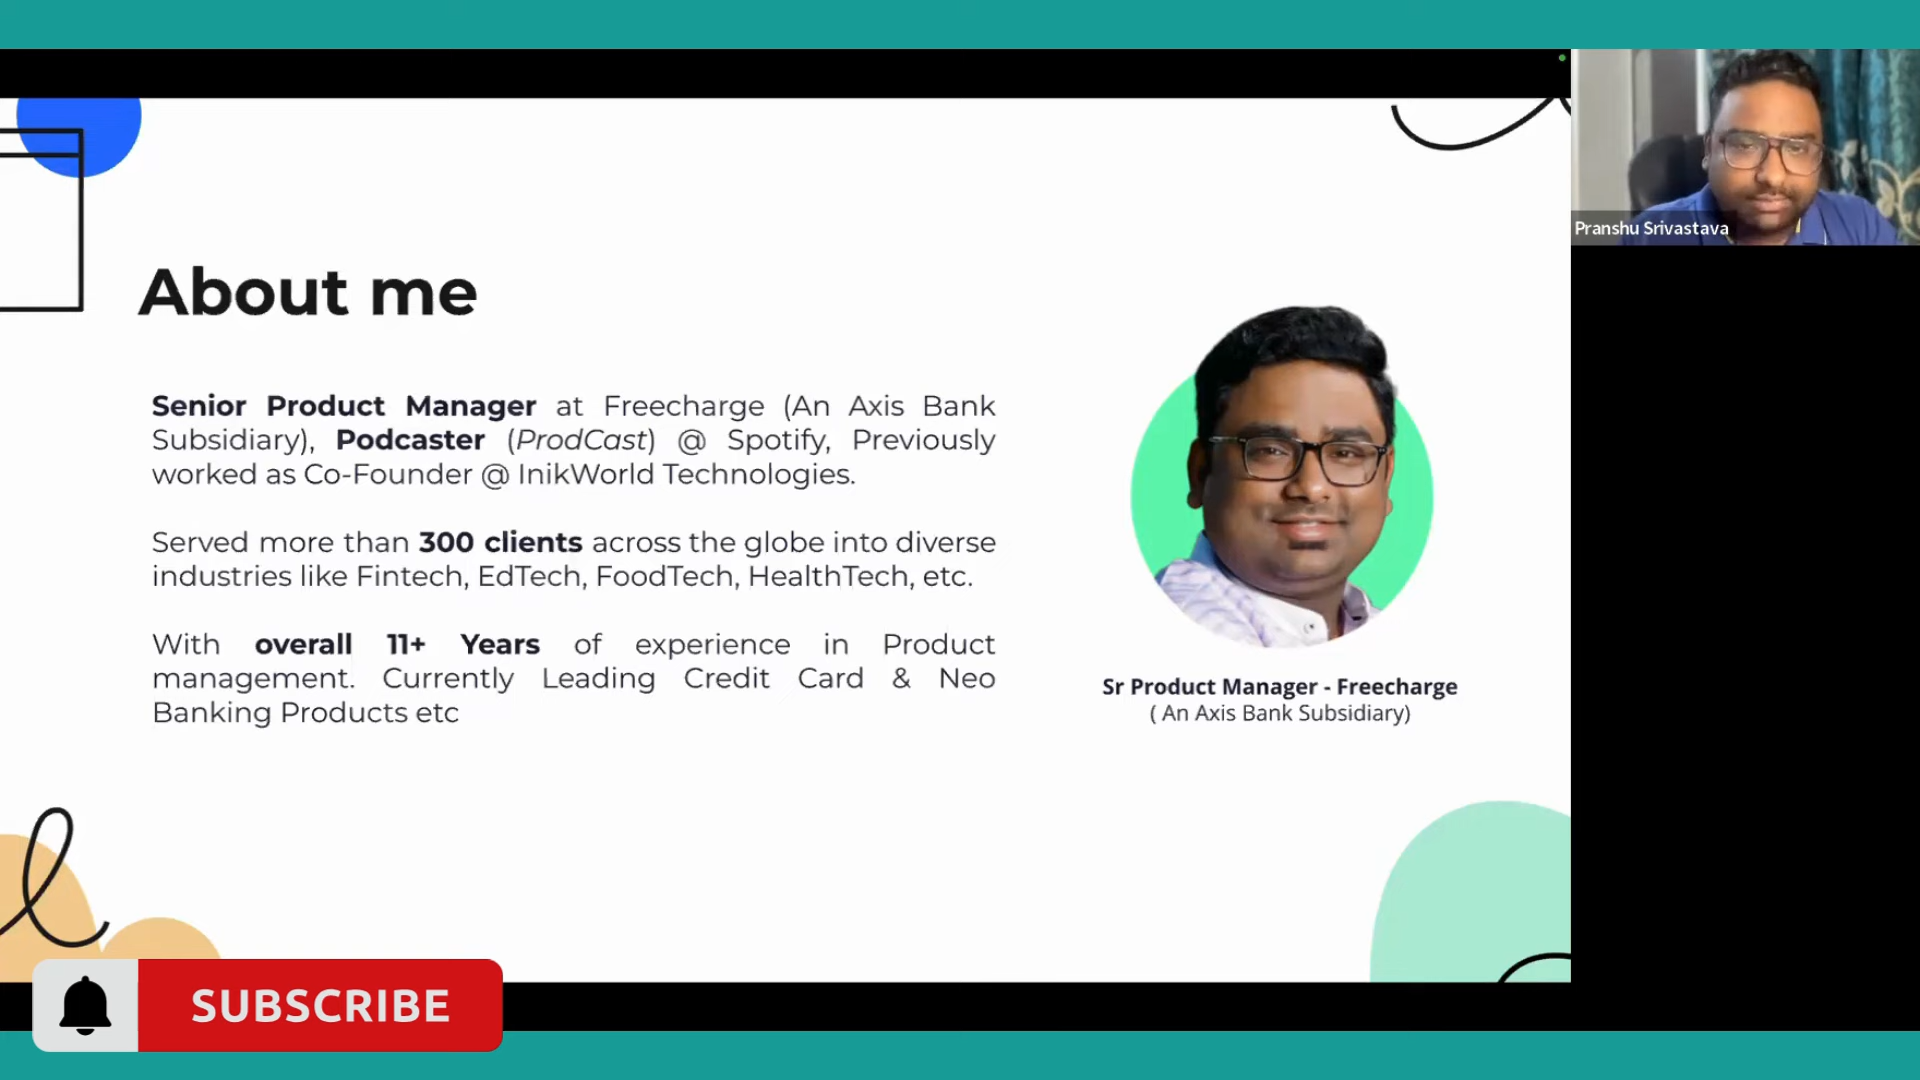 Pranshu Srivastava
About me
Senior Product Manager at Freecharge (An Axis Bank
Subsidiary), Podcaster (ProdCast) @ Spotify, Previously
worked as Co-Founder @ InikWorld Technologies.
Served more than 300 clients across the globe into diverse
industries like Fintech, EdTech, FoodTech, HealthTech, etc.
With overall 11+ Years of experience in Product
management. Currently Leading Credit Card & Neo
Banking Products etc
Sr Product Manager - Freecharge
( An Axis Bank Subsidiary)
SUBSCRIBE